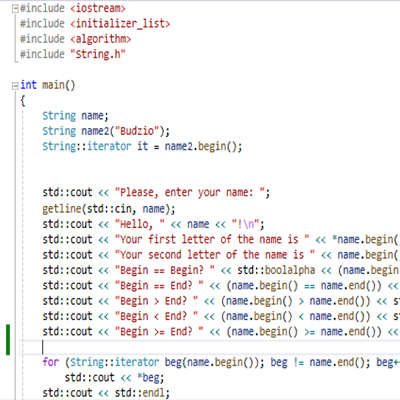 #include <iostream>
#include <initializer_list>
#include <algorithm>
#include "String.h"
int main()
{
String name;
String name2("Budzio");
String::iterator it = name2.begin();
std::cout << "Please, enter your name: ";
getline(std::cin, name);
std::cout << "Hello, " << name << "!\n";
std::cout << "Your first letter of the name is " << *name.begin(
std::cout << "Your second letter of the name is " << name.begin(
std::cout << "Begin == Begin? " << std::boolalpha << (name.begin
std::cout << "Begin == End? " << (name.begin() == name.end()) <<
std::cout << "Begin > End? " << (name.begin() > name.end()) << st
std::cout << "Begin < End? " << (name.begin() < name.end()) << st
std::cout << "Begin >= End? " << (name.begin() >= name.end()) <<
for (String::iterator beg(name.begin()); beg != name.end(); beg+
std::cout << *beg;
std::cout << std::endl;